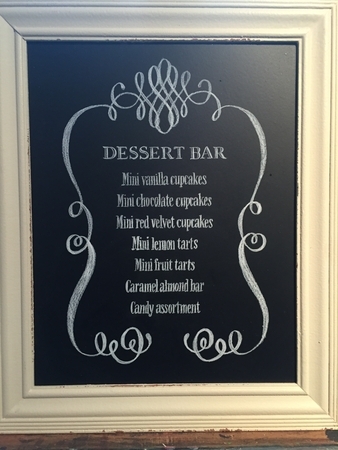 DESSERT BAR
Mini vanilla cupcakes
Mini chocolate cupcakes
Mini red velvet cupcakes
Mini lemon tarts
Mini fruit tarts
Caramel almond bar
Candy assortment